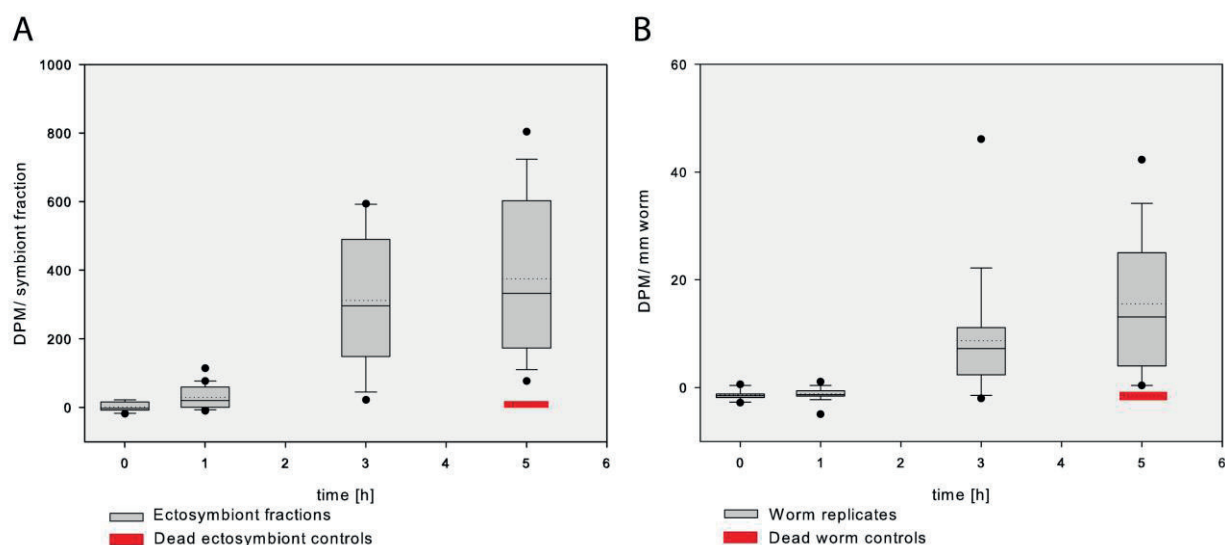 A
1000
800
600
400
200
0
DPM/ symbiont fraction
0 1 2 3 4 5 6
time [h]
Ectosymbiont fractions
Dead ectosymbiont controls
B
60
40
20
0
DPM/ mm worm
0 1 2 3 4 5 6
time [h]
Worm replicates
Dead worm controls